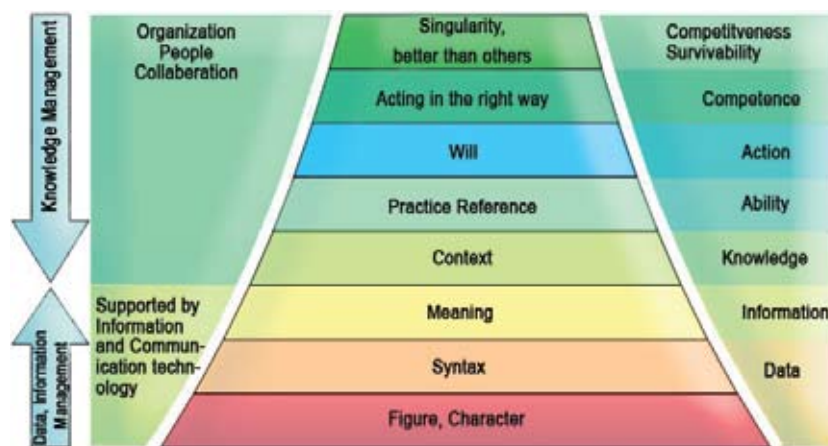 Knowledge Management
Data, Information
Management
Organization
People
Collaberation
Supported by
Information
and Commun-
ication techn-
ology
Singularity,
better than others
Acting in the right way
Will
Practice Reference
Context
Meaning
Syntax
Figure, Character
Competitveness
Survivability
Competence
Action
Ability
Knowledge
Information
Data